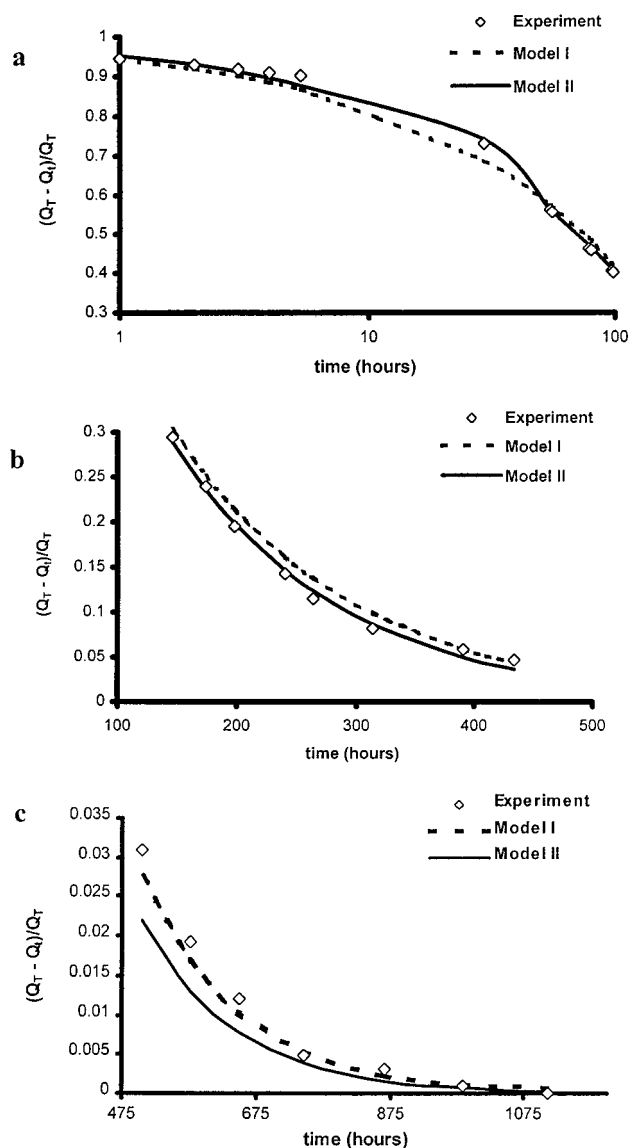 a
Experiment
Model I
Model II
(Q_T - Q_t)/Q_T
1
0.9
0.8
0.7
0.6
0.5
0.4
0.3
1
10
100
time (hours)
b
Experiment
Model I
Model II
(Q_T - Q_t)/Q_T
0.3
0.25
0.2
0.15
0.1
0.05
0
100
200
300
400
500
time (hours)
c
Experiment
Model I
Model II
(Q_T - Q_t)/Q_T
0.035
0.03
0.025
0.02
0.015
0.01
0.005
0
475
675
875
1075
time (hours)